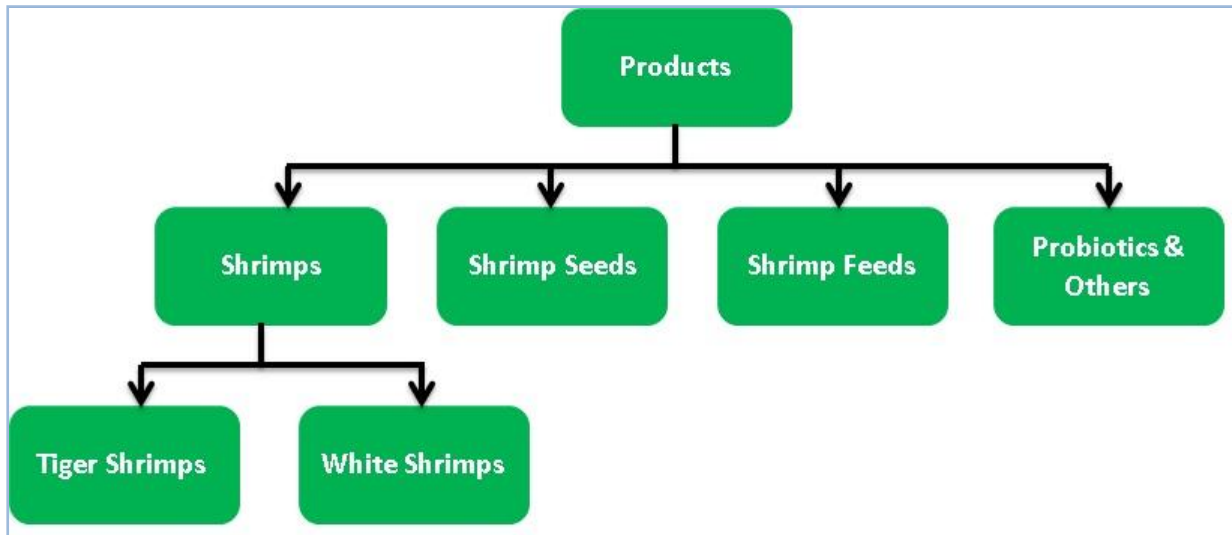 Products
Shrimps
Shrimp Seeds
Shrimp Feeds
Probiotics &
Others
Tiger Shrimps
White Shrimps